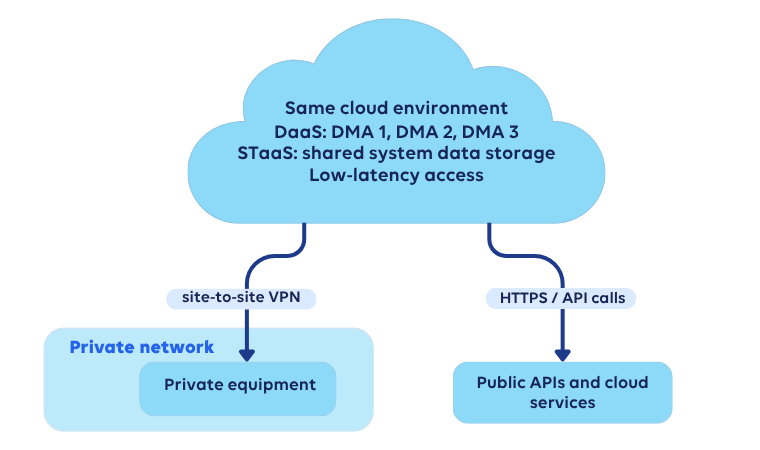 Same cloud environment
DaaS: DMA 1, DMA 2, DMA 3
STaaS: shared system data storage
Low-latency access
site-to-site VPN
HTTPS / API calls
Private network
Private equipment
Public APIs and cloud
services